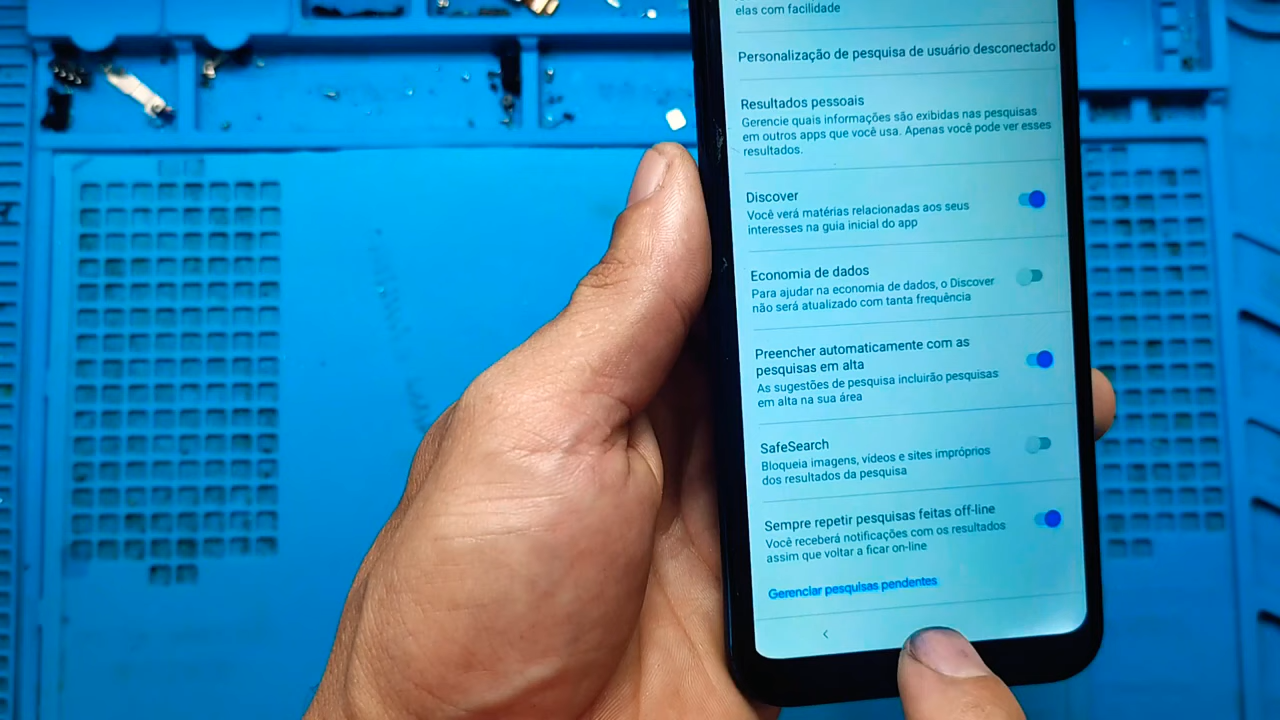 elas com facilidade
Personalização de pesquisa de usuário desconectado
Resultados pessoais
Gerencie quais informações são exibidas nas pesquisas
em outros apps que você usa. Apenas você pode ver esses
resultados.
Discover
Você verá matérias relacionadas aos seus
interesses na guia inicial do app
Economia de dados
Para ajudar na economia de dados, o Discover
não será atualizado com tanta frequência
Preencher automaticamente com as
pesquisas em alta
As sugestões de pesquisa incluirão pesquisas
em alta na sua área
SafeSearch
Bloqueia imagens, vídeos e sites impróprios
dos resultados da pesquisa
Sempre repetir pesquisas feitas off-line
Você receberá notificações com os resultados
assim que voltar a ficar on-line
Gerenciar pesquisas pendentes